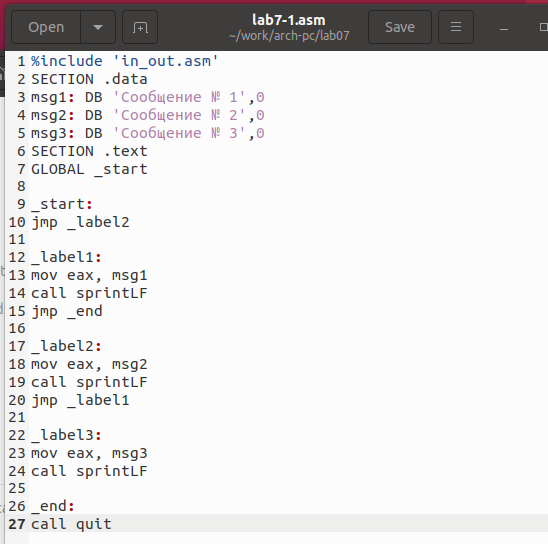 Open
lab7-1.asm
~/work/arch-pc/lab07
Save
1 %include 'in_out.asm'
2 SECTION .data
3 msg1: DB 'Сообщение № 1',0
4 msg2: DB 'Сообщение № 2',0
5 msg3: DB 'Сообщение № 3',0
6 SECTION .text
7 GLOBAL _start
8
9 _start:
10 jmp _label2
11
12 _label1:
13 mov eax, msg1
14 call sprintLF
15 jmp _end
16
17 _label2:
18 mov eax, msg2
19 call sprintLF
20 jmp _label1
21
22 _label3:
23 mov eax, msg3
24 call sprintLF
25
26 _end:
27 call quit